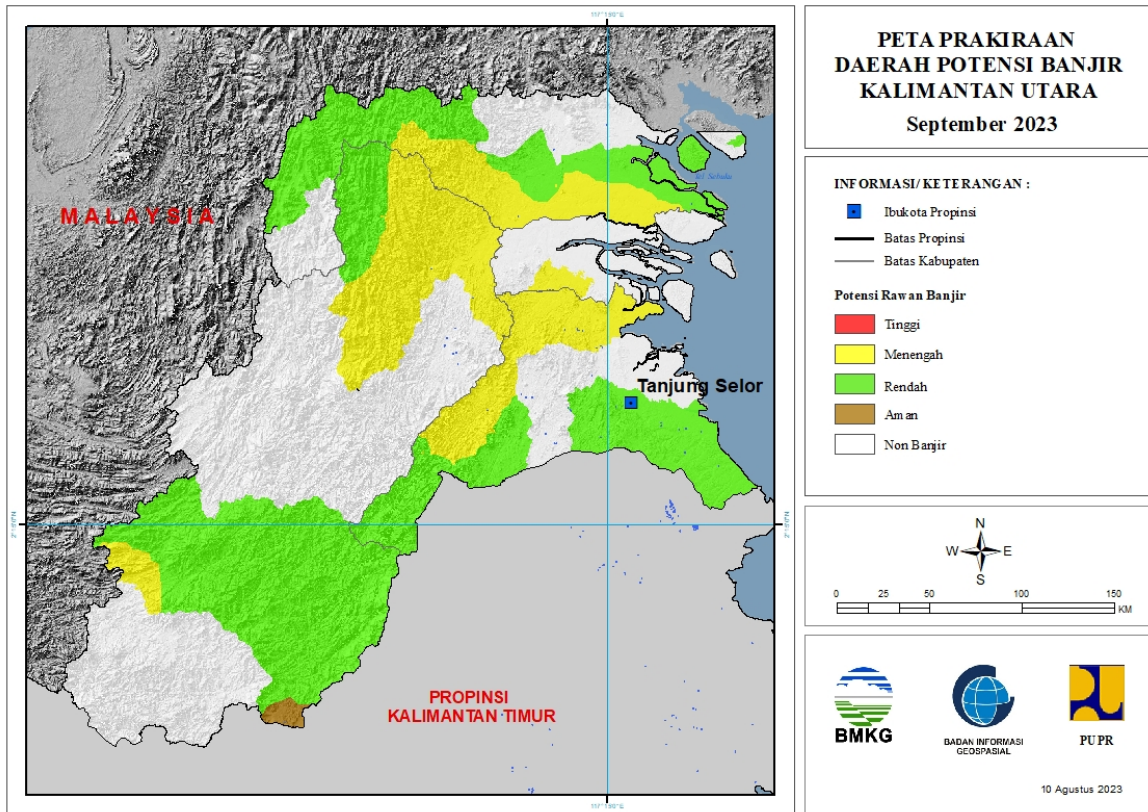 PETA PRAKIRAAN
DAERAH POTENSI BANJIR
KALIMANTAN UTARA
September 2023
INFORMASI/ KETERANGAN :
Ibukota Propinsi
Batas Propinsi
Batas Kabupaten
Potensi Rawan Banjir
Tinggi
Menengah
Rendah
Aman
Non Banjir
MALAYSIA
Tanjung Selor
PROPINSI
KALIMANTAN TIMUR
N
W E
S
0 25 50 100 150
KM
BMKG
BADAN INFORMASI
GEOSPASIAL
PUPR
10 Agustus 2023